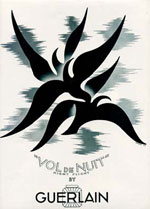 "VOL DE NUIT"
NIGHT FLIGHT
BY
GUERLAIN